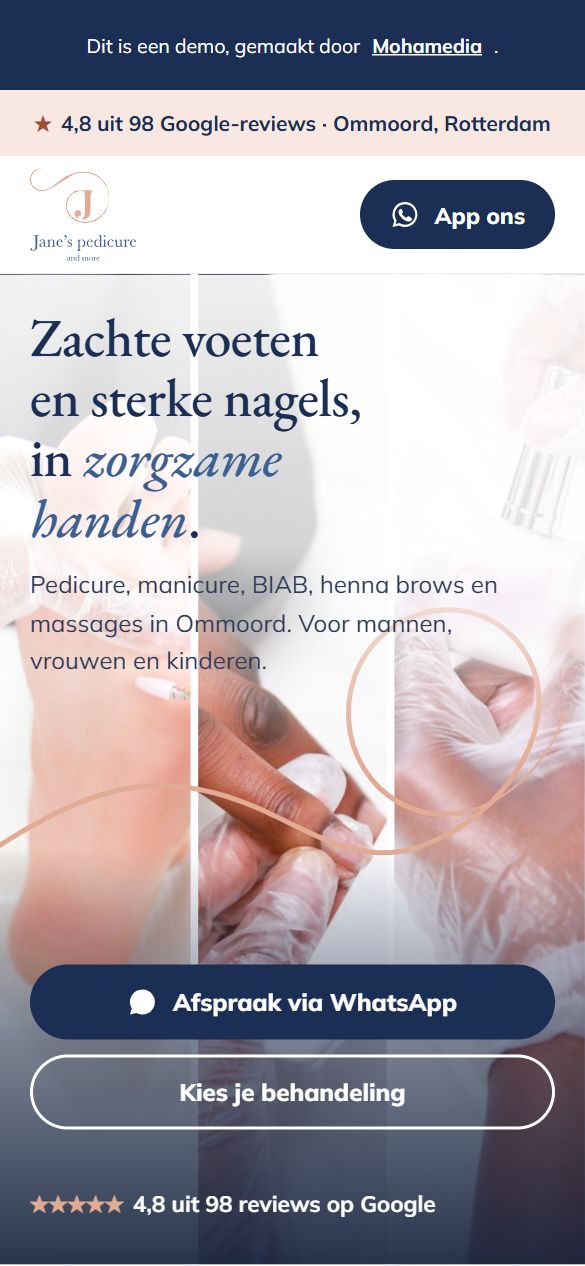 Dit is een demo, gemaakt door Mohamedia .
★ 4,8 uit 98 Google-reviews · Ommoord, Rotterdam
J
Jane's pedicure
and more
App ons
Zachte voeten
en sterke nagels,
in zorgzame
handen.
Pedicure, manicure, BIAB, henna brows en
massages in Ommoord. Voor mannen,
vrouwen en kinderen.
Afspraak via WhatsApp
Kies je behandeling
★★★★★ 4,8 uit 98 reviews op Google